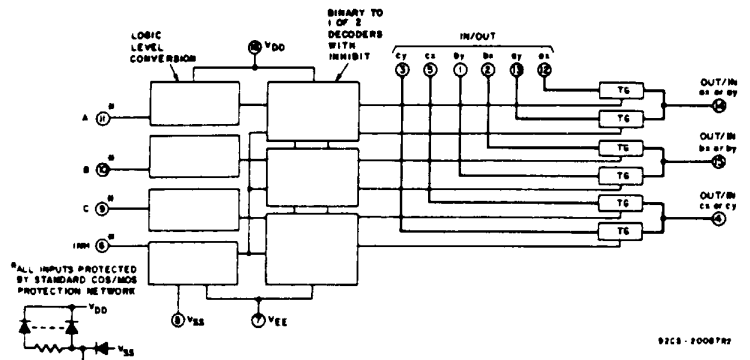 LOGIC LEVEL CONVERSION
16 VDD
BINARY TO 1 OF 2 DECODERS WITH INHIBIT
IN/OUT
cy cx by bx ay ax
3 5 1 2 13 12
A 11 *
B 10 *
C 9 *
INH 6 *
TG
TG
TG
TG
TG
TG
OUT/IN
ax or ay
14
OUT/IN
bx or by
15
OUT/IN
cx or cy
4
8 VSS
7 VEE
*ALL INPUTS PROTECTED
BY STANDARD COS/MOS
PROTECTION NETWORK
VDD
VSS
92CS-20087R2